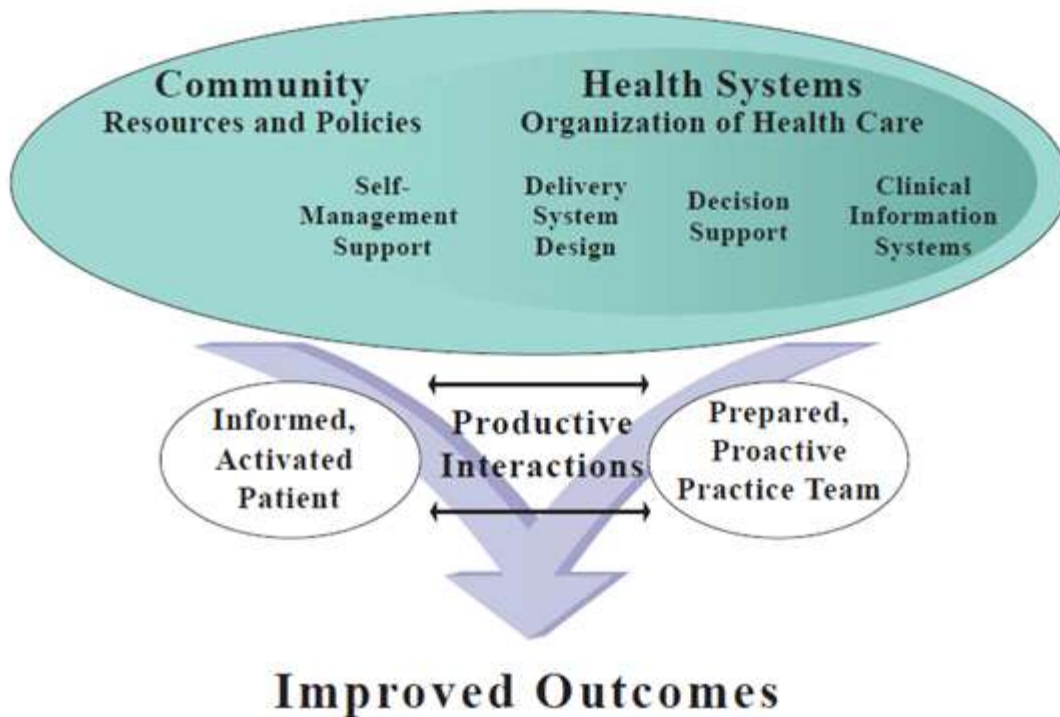 Community
Resources and Policies
Health Systems
Organization of Health Care
Self-
Management
Support
Delivery
System
Design
Decision
Support
Clinical
Information
Systems
Informed,
Activated
Patient
Productive
Interactions
Prepared,
Proactive
Practice Team
Improved Outcomes